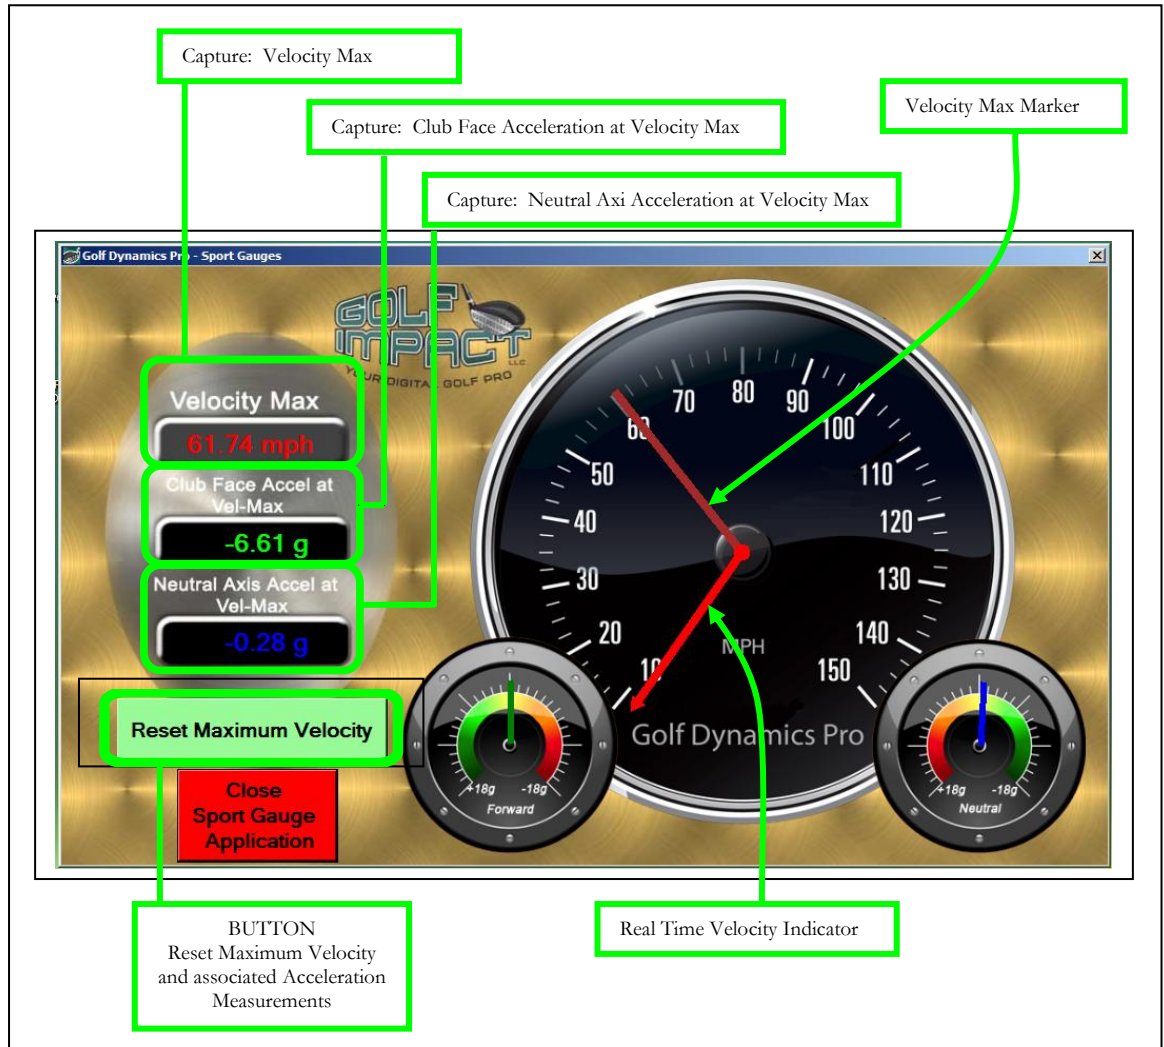 Capture:  Velocity Max
Velocity Max Marker
Capture:  Club Face Acceleration at Velocity Max
Capture:  Neutral Axi Acceleration at Velocity Max
Golf Dynamics Pro - Sport Gauges
GOLF
IMPACT
LLC
YOUR DIGITAL GOLF PRO
Velocity Max
61.74 mph
Club Face Accel at
Vel-Max
-6.61 g
Neutral Axis Accel at
Vel-Max
-0.28 g
Reset Maximum Velocity
Close
Sport Gauge
Application
10
20
30
40
50
60
70
80
90
100
110
120
130
140
150
MPH
Golf Dynamics Pro
+18g -18g
Forward
+18g -18g
Neutral
BUTTON
Reset Maximum Velocity
and associated Acceleration
Measurements
Real Time Velocity Indicator